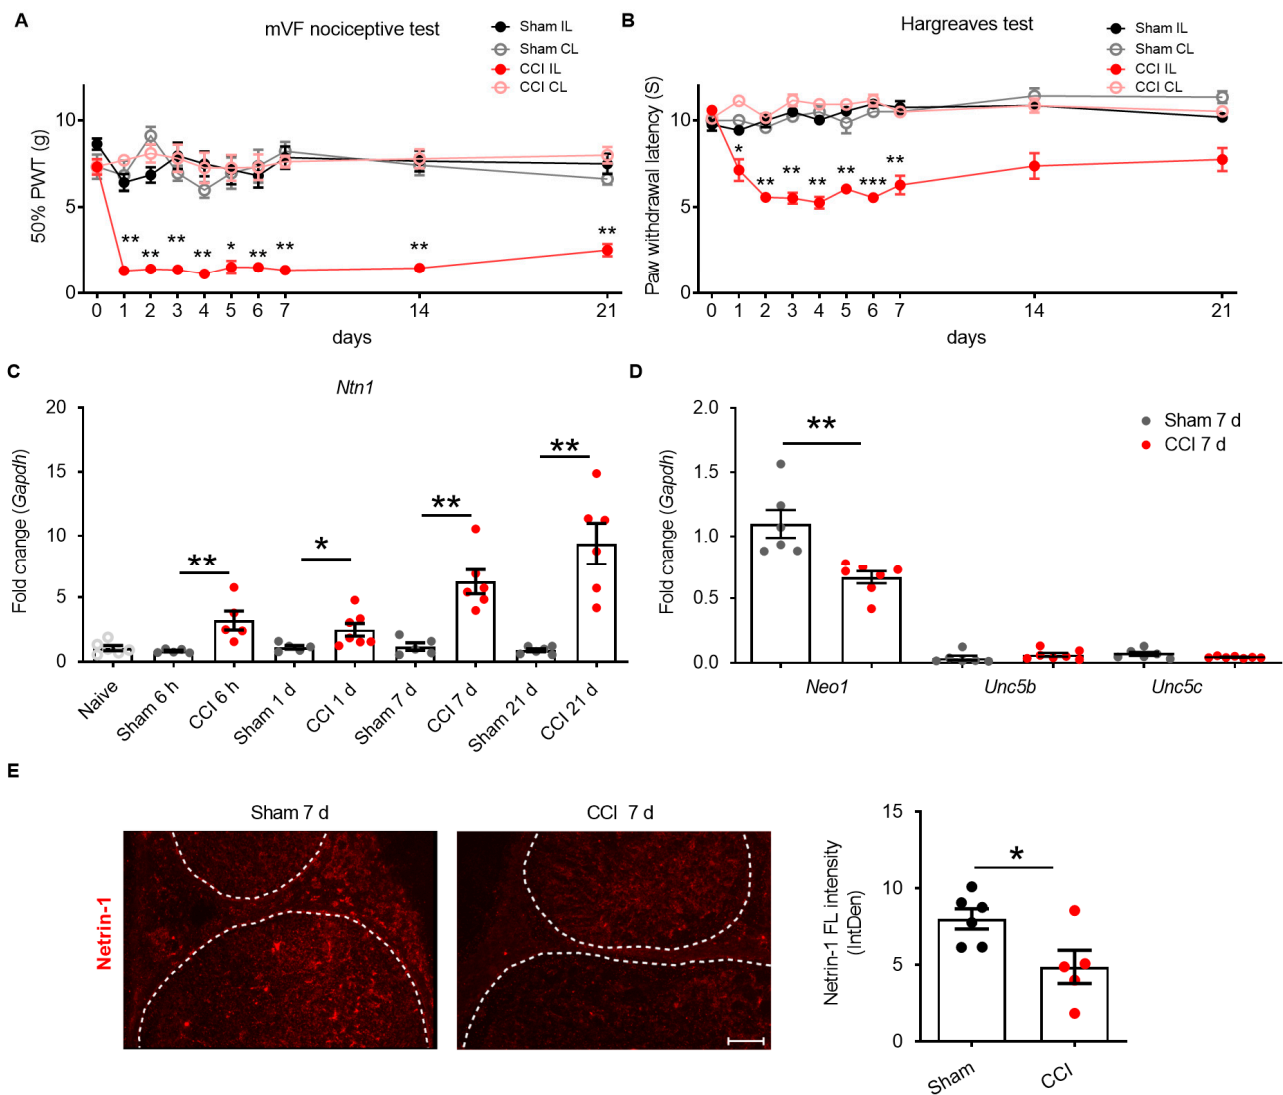 A
mVF nociceptive test
Sham IL
Sham CL
CCI IL
CCI CL
50% PWT (g)
10
5
0
** ** ** ** * ** ** ** **
0 1 2 3 4 5 6 7 14 21
days
B
Hargreaves test
Sham IL
Sham CL
CCI IL
CCI CL
Paw withdrawal latency (S)
10
5
0
* ** ** ** ** *** **
0 1 2 3 4 5 6 7 14 21
days
C
Ntn1
Fold change (Gapdh)
20
15
10
5
0
** * ** **
Naive
Sham 6 h
CCI 6 h
Sham 1 d
CCI 1 d
Sham 7 d
CCI 7 d
Sham 21 d
CCI 21 d
D
Sham 7 d
CCI 7 d
Fold change (Gapdh)
2.0
1.5
1.0
0.5
0.0
**
Neo1 Unc5b Unc5c
E
Sham 7 d
CCI 7 d
Netrin-1
Netrin-1 FL intensity
(IntDen)
15
10
5
0
*
Sham
CCI